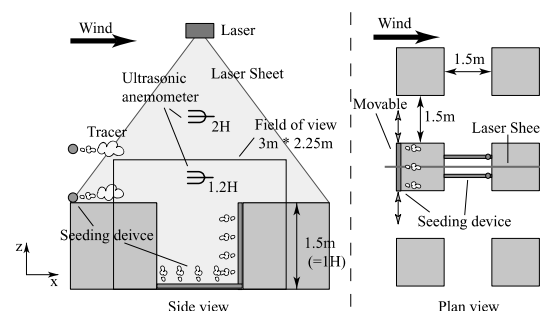 Wind
Laser
Ultrasonic
anemometer
Laser Sheet
2H
Tracer
Field of view
3m * 2.25m
1.2H
Seeding deivce
1.5m
(=1H)
z
x
Side view
Wind
1.5m
Movable
1.5m
Laser Shee
Seeding device
Plan view